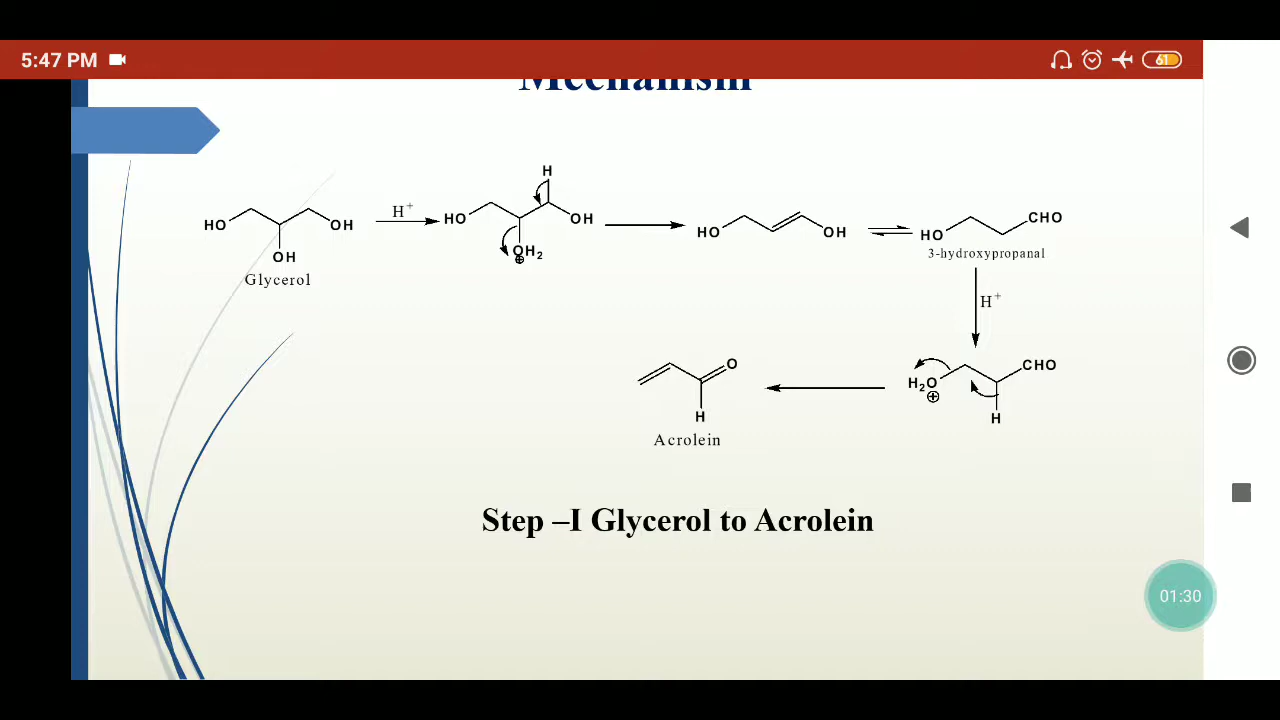 5:47 PM
61
Mechanism
H
HO
OH
OH
Glycerol
H+
HO
OH
OH2
⊕
HO
OH
HO
CHO
3-hydroxypropanal
H+
O
H
Acrolein
H2O
⊕
CHO
H
Step –I Glycerol to Acrolein
01:30